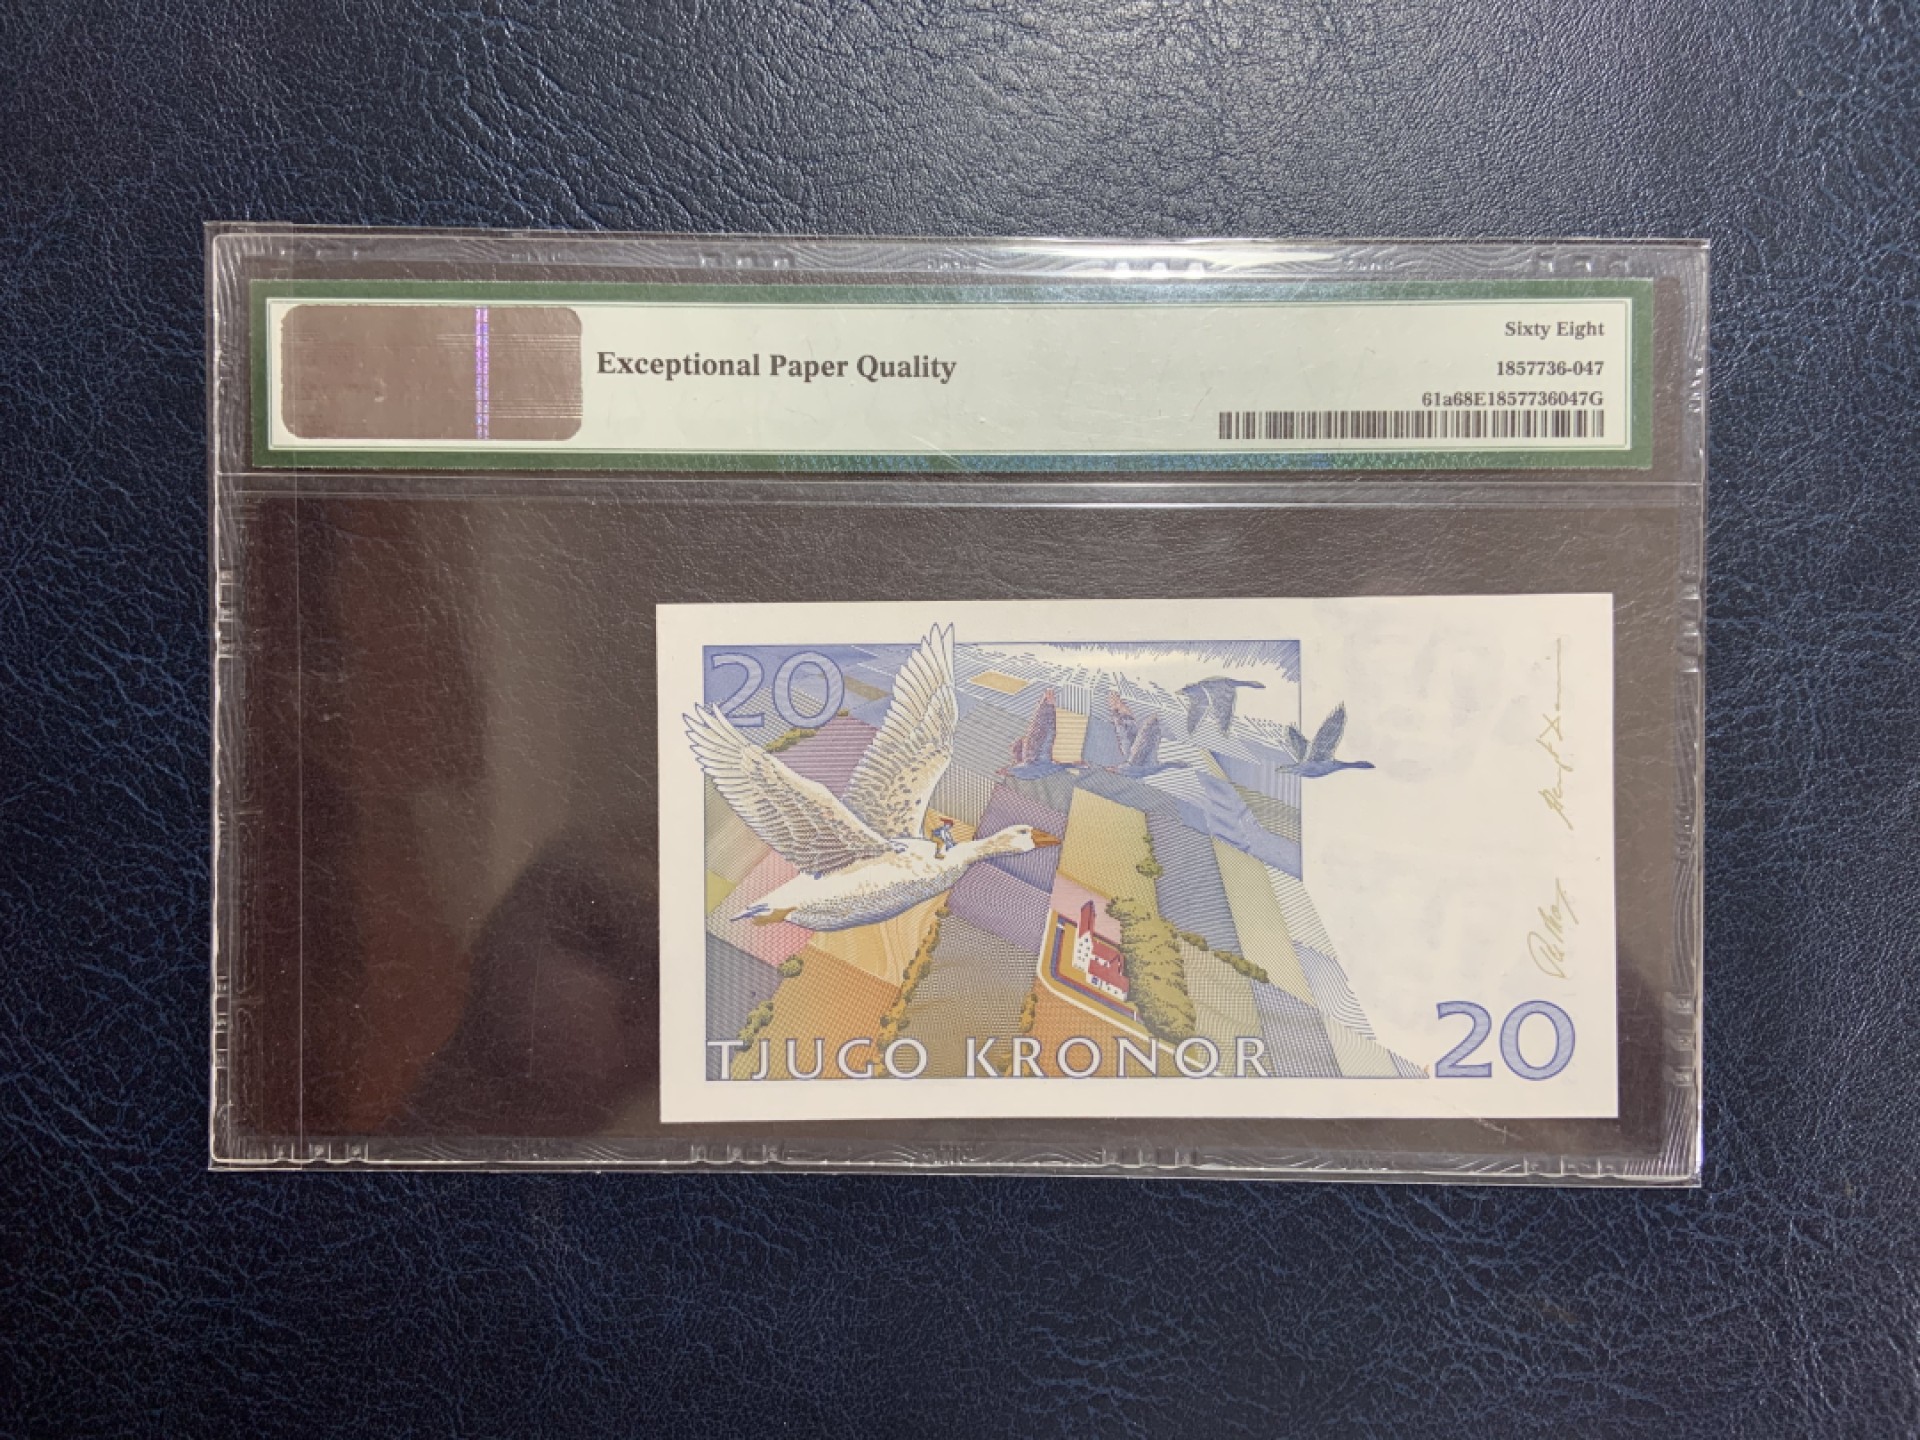 Sixty Eight
Exceptional Paper Quality
1857736-047
61a68E1857736047G
20
TJUGO KRONOR
20